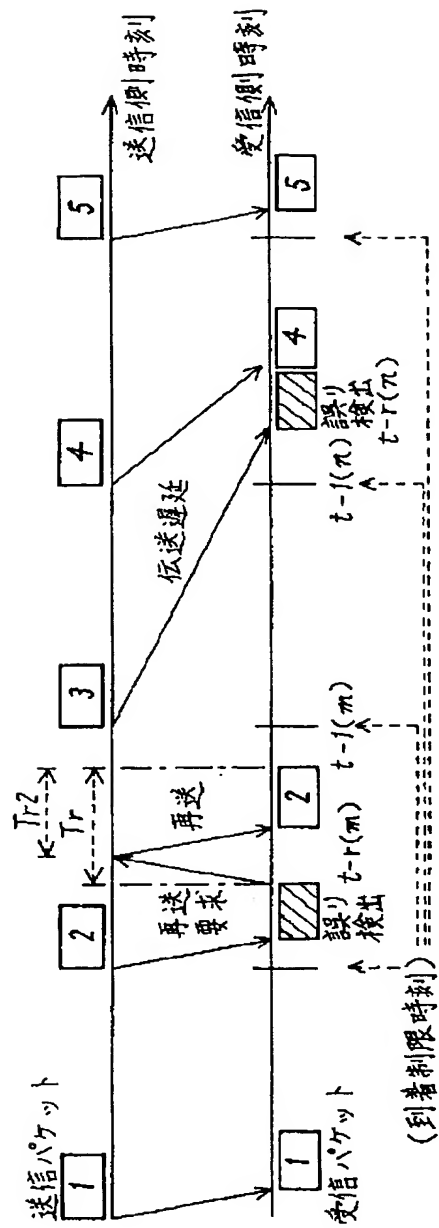 送信パケット
1
2
3
4
5
送信側時刻
Tr2
Tr
再送要求
再送
伝送遅延
受信パケット
1
誤り検出
2
誤り検出
4
5
受信側時刻
t-r(m)
t-l(m)
t-l(n)
t-r(n)
(到着制限時刻)